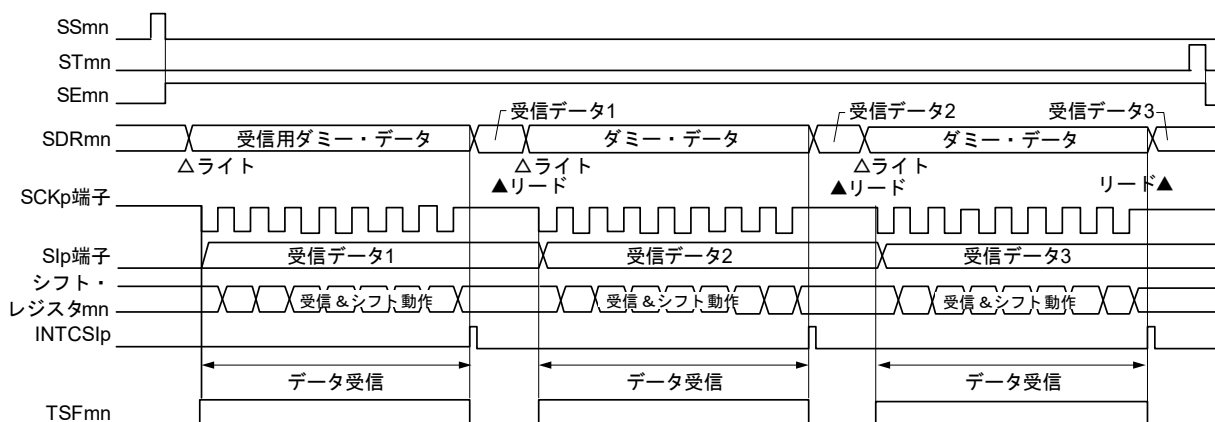 SSmn
STmn
SEmn
受信データ1
受信データ2
受信データ3
SDRmn
受信用ダミー・データ
ダミー・データ
ダミー・データ
△ライト
△ライト
△ライト
▲リード
▲リード
リード▲
SCKp端子
SIp端子
受信データ1
受信データ2
受信データ3
シフト・
レジスタmn
受信&シフト動作
受信&シフト動作
受信&シフト動作
INTCSIp
データ受信
データ受信
データ受信
TSFmn